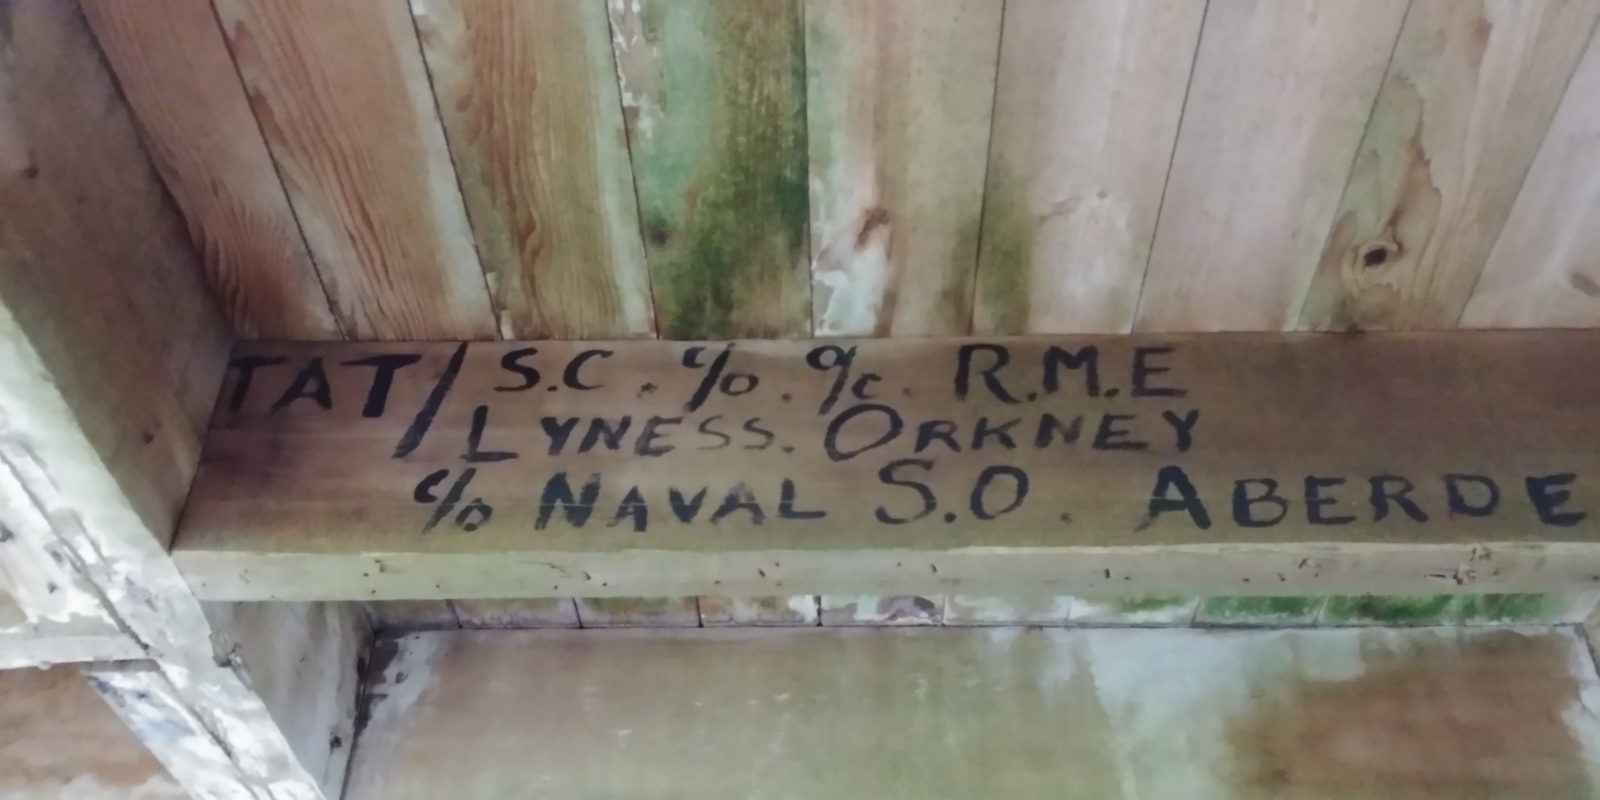 TAT/ S.C. c/o. o/c. R.M.E
LYNESS. ORKNEY
c/o NAVAL S.O. ABERDE